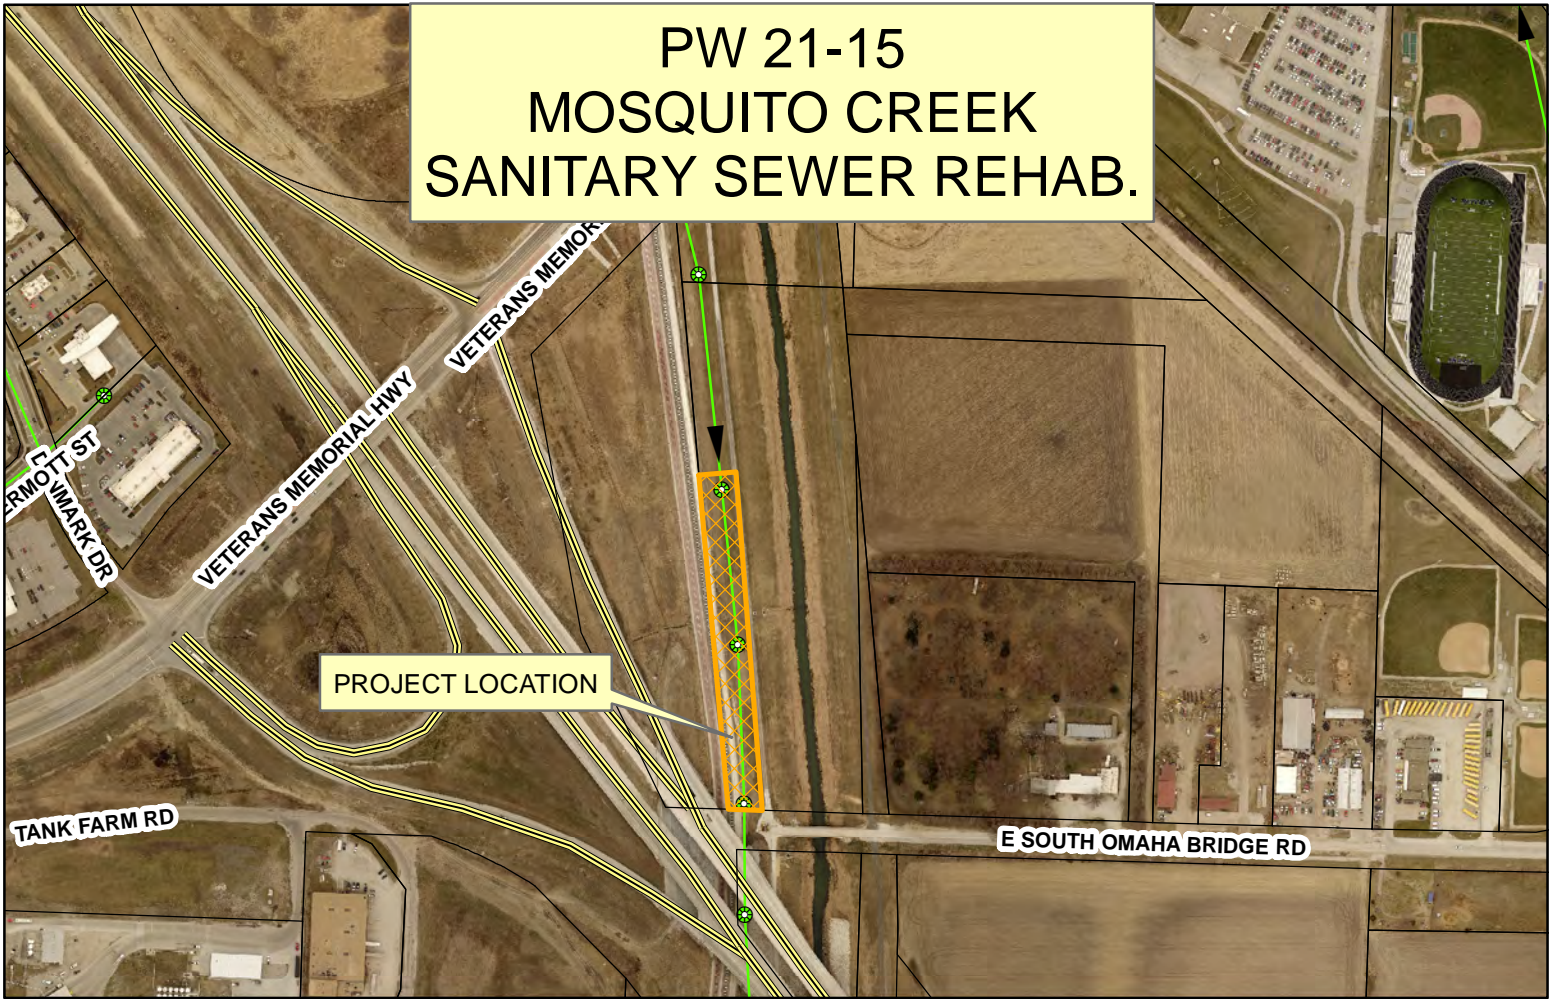 PW 21-15
MOSQUITO CREEK
SANITARY SEWER REHAB.
VETERANS MEMOR
VETERANS MEMORIAL HWY
ERMOTT ST
MARK DR
PROJECT LOCATION
TANK FARM RD
E SOUTH OMAHA BRIDGE RD